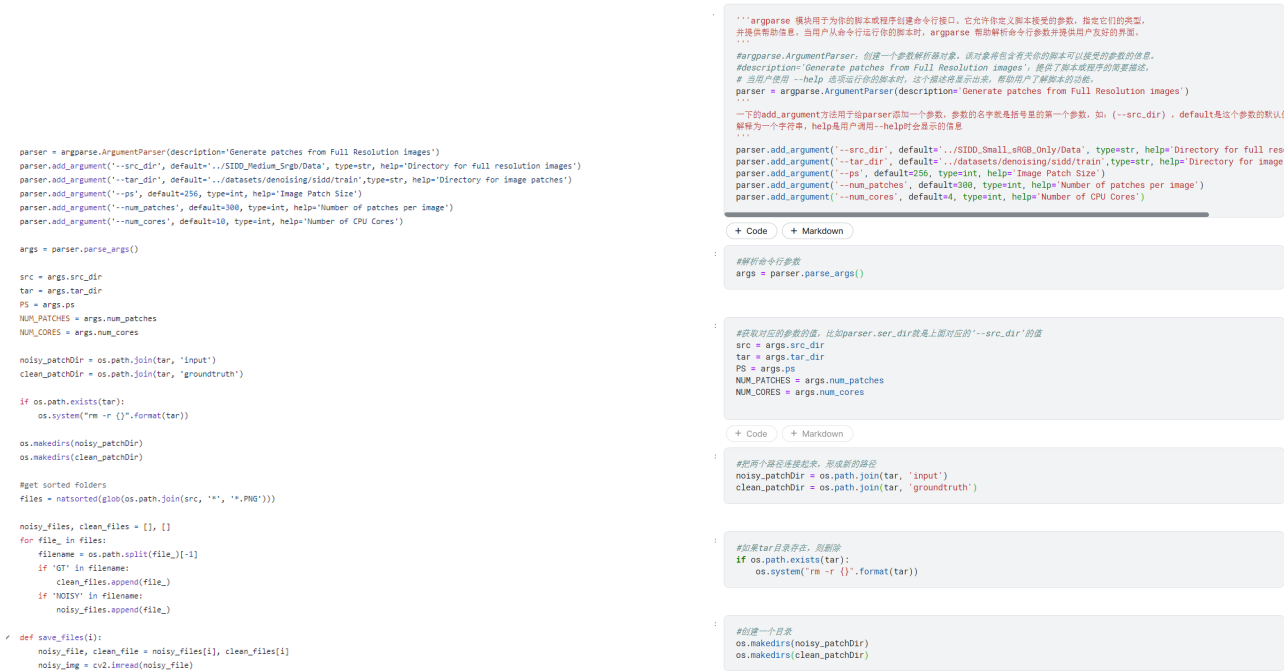 parser = argparse.ArgumentParser(description='Generate patches from Full Resolution images')
parser.add_argument('--src_dir', default='../SIDD_Medium_Srgb/Data', type=str, help='Directory for full resolution images')
parser.add_argument('--tar_dir', default='../datasets/denoising/sidd/train',type=str, help='Directory for image patches')
parser.add_argument('--ps', default=256, type=int, help='Image Patch Size')
parser.add_argument('--num_patches', default=300, type=int, help='Number of patches per image')
parser.add_argument('--num_cores', default=10, type=int, help='Number of CPU Cores')
args = parser.parse_args()
src = args.src_dir
tar = args.tar_dir
PS = args.ps
NUM_PATCHES = args.num_patches
NUM_CORES = args.num_cores
noisy_patchDir = os.path.join(tar, 'input')
clean_patchDir = os.path.join(tar, 'groundtruth')
if os.path.exists(tar):
os.system("rm -r {}".format(tar))
os.makedirs(noisy_patchDir)
os.makedirs(clean_patchDir)
#get sorted folders
files = natsorted(glob(os.path.join(src, '*', '*.PNG')))
noisy_files, clean_files = [], []
for file_ in files:
filename = os.path.split(file_)[-1]
if 'GT' in filename:
clean_files.append(file_)
if 'NOISY' in filename:
noisy_files.append(file_)
def save_files(i):
noisy_file, clean_file = noisy_files[i], clean_files[i]
noisy_img = cv2.imread(noisy_file)
'''argparse 模块用于为你的脚本或程序创建命令行接口。它允许你定义脚本接受的参数，指定它们的类型，
并提供帮助信息。当用户从命令行运行你的脚本时，argparse 帮助解析命令行参数并提供用户友好的界面。
'''
#argparse.ArgumentParser：创建一个参数解析器对象。该对象将包含有关你的脚本可以接受的参数的信息。
#description='Generate patches from Full Resolution images'：提供了脚本或程序的简要描述。
# 当用户使用 --help 选项运行你的脚本时，这个描述将显示出来，帮助用户了解脚本的功能。
parser = argparse.ArgumentParser(description='Generate patches from Full Resolution images')
'''
一下的add_argument方法用于给parser添加一个参数，参数的名字就是括号里的第一个参数，如：(--src_dir) ，default是这个参数的默认
解释为一个字符串，help是用户调用--help时会显示的信息
'''
parser.add_argument('--src_dir', default='../SIDD_Small_sRGB_Only/Data', type=str, help='Directory for full res
parser.add_argument('--tar_dir', default='../datasets/denoising/sidd/train',type=str, help='Directory for image
parser.add_argument('--ps', default=256, type=int, help='Image Patch Size')
parser.add_argument('--num_patches', default=300, type=int, help='Number of patches per image')
parser.add_argument('--num_cores', default=4, type=int, help='Number of CPU Cores')
+ Code + Markdown
#解析命令行参数
args = parser.parse_args()
#获取对应的参数的值，比如parser.ser_dir就是上面对应的'--src_dir'的值
src = args.src_dir
tar = args.tar_dir
PS = args.ps
NUM_PATCHES = args.num_patches
NUM_CORES = args.num_cores
+ Code + Markdown
#把两个路径连接起来，形成新的路径
noisy_patchDir = os.path.join(tar, 'input')
clean_patchDir = os.path.join(tar, 'groundtruth')
#如果tar目录存在，则删除
if os.path.exists(tar):
os.system("rm -r {}".format(tar))
#创建一个目录
os.makedirs(noisy_patchDir)
os.makedirs(clean_patchDir)